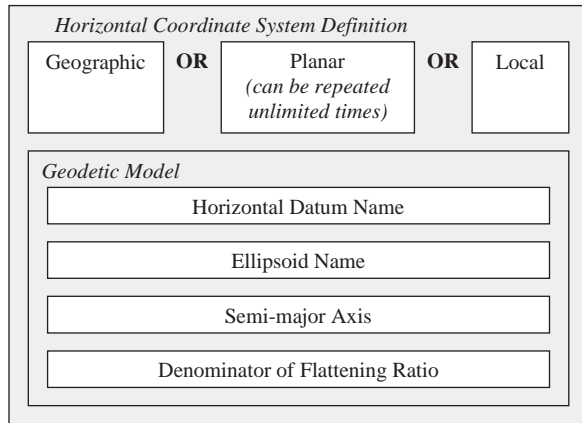 Horizontal Coordinate System Definition
Geographic OR Planar OR Local
(can be repeated
unlimited times)
Geodetic Model
Horizontal Datum Name
Ellipsoid Name
Semi-major Axis
Denominator of Flattening Ratio